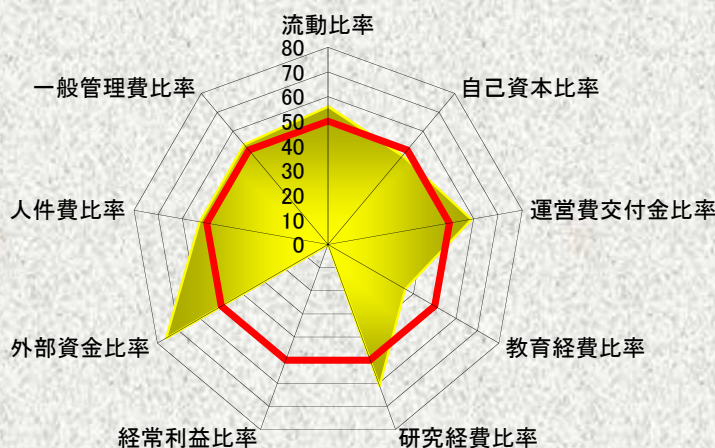 流動比率
80
70
60
50
40
30
20
10
0
自己資本比率
運営費交付金比率
教育経費比率
研究経費比率
経常利益比率
外部資金比率
人件費比率
一般管理費比率